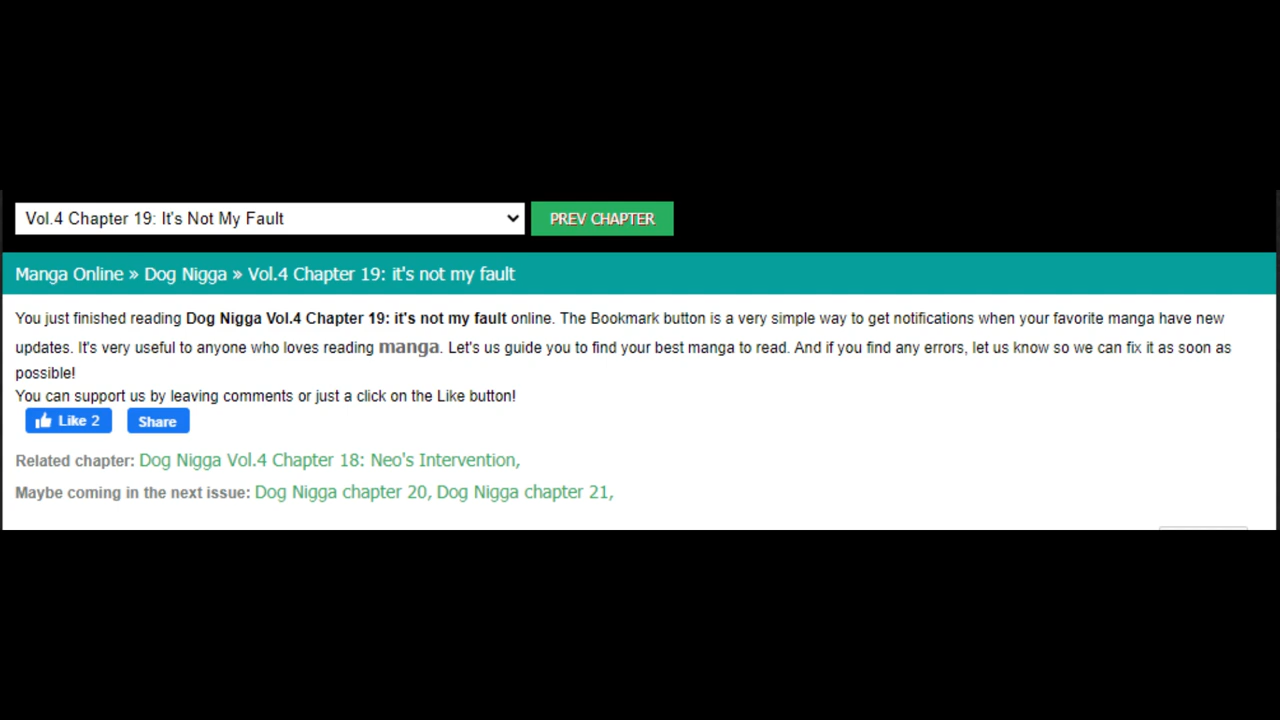 Vol.4 Chapter 19: It's Not My Fault
PREV CHAPTER
Manga Online » Dog Nigga » Vol.4 Chapter 19: it's not my fault
You just finished reading Dog Nigga Vol.4 Chapter 19: it's not my fault online. The Bookmark button is a very simple way to get notifications when your favorite manga have new
updates. It's very useful to anyone who loves reading manga. Let's us guide you to find your best manga to read. And if you find any errors, let us know so we can fix it as soon as
possible!
You can support us by leaving comments or just a click on the Like button!
Like 2
Share
Related chapter: Dog Nigga Vol.4 Chapter 18: Neo's Intervention,
Maybe coming in the next issue: Dog Nigga chapter 20, Dog Nigga chapter 21,